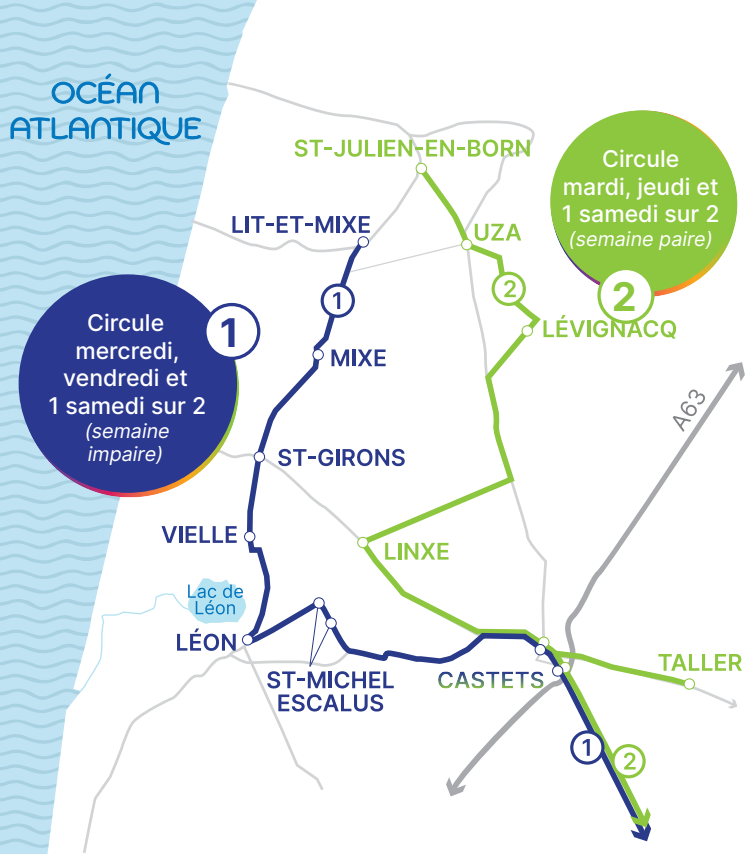 OCÉAN
ATLANTIQUE
ST-JULIEN-EN-BORN
Circule
mardi, jeudi et
1 samedi sur 2
(semaine paire)
2
LIT-ET-MIXE
UZA
1
2
LÉVIGNACQ
Circule
mercredi,
vendredi et
1 samedi sur 2
(semaine
impaire)
1
MIXE
A63
ST-GIRONS
VIELLE
LINXE
Lac de
Léon
LÉON
ST-MICHEL
ESCALUS
CASTETS
TALLER
1
2